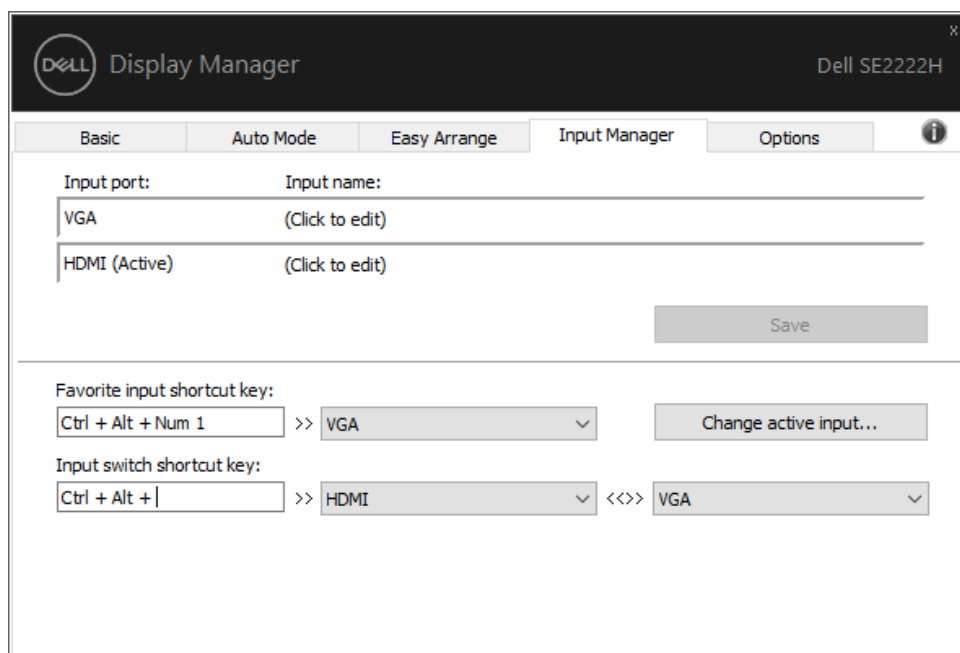 x
DELL Display Manager Dell SE2222H
Basic Auto Mode Easy Arrange Input Manager Options i
Input port: Input name:
VGA (Click to edit)
HDMI (Active) (Click to edit)
Save
Favorite input shortcut key:
Ctrl + Alt + Num 1 >> VGA Change active input...
Input switch shortcut key:
Ctrl + Alt + >> HDMI <<>> VGA